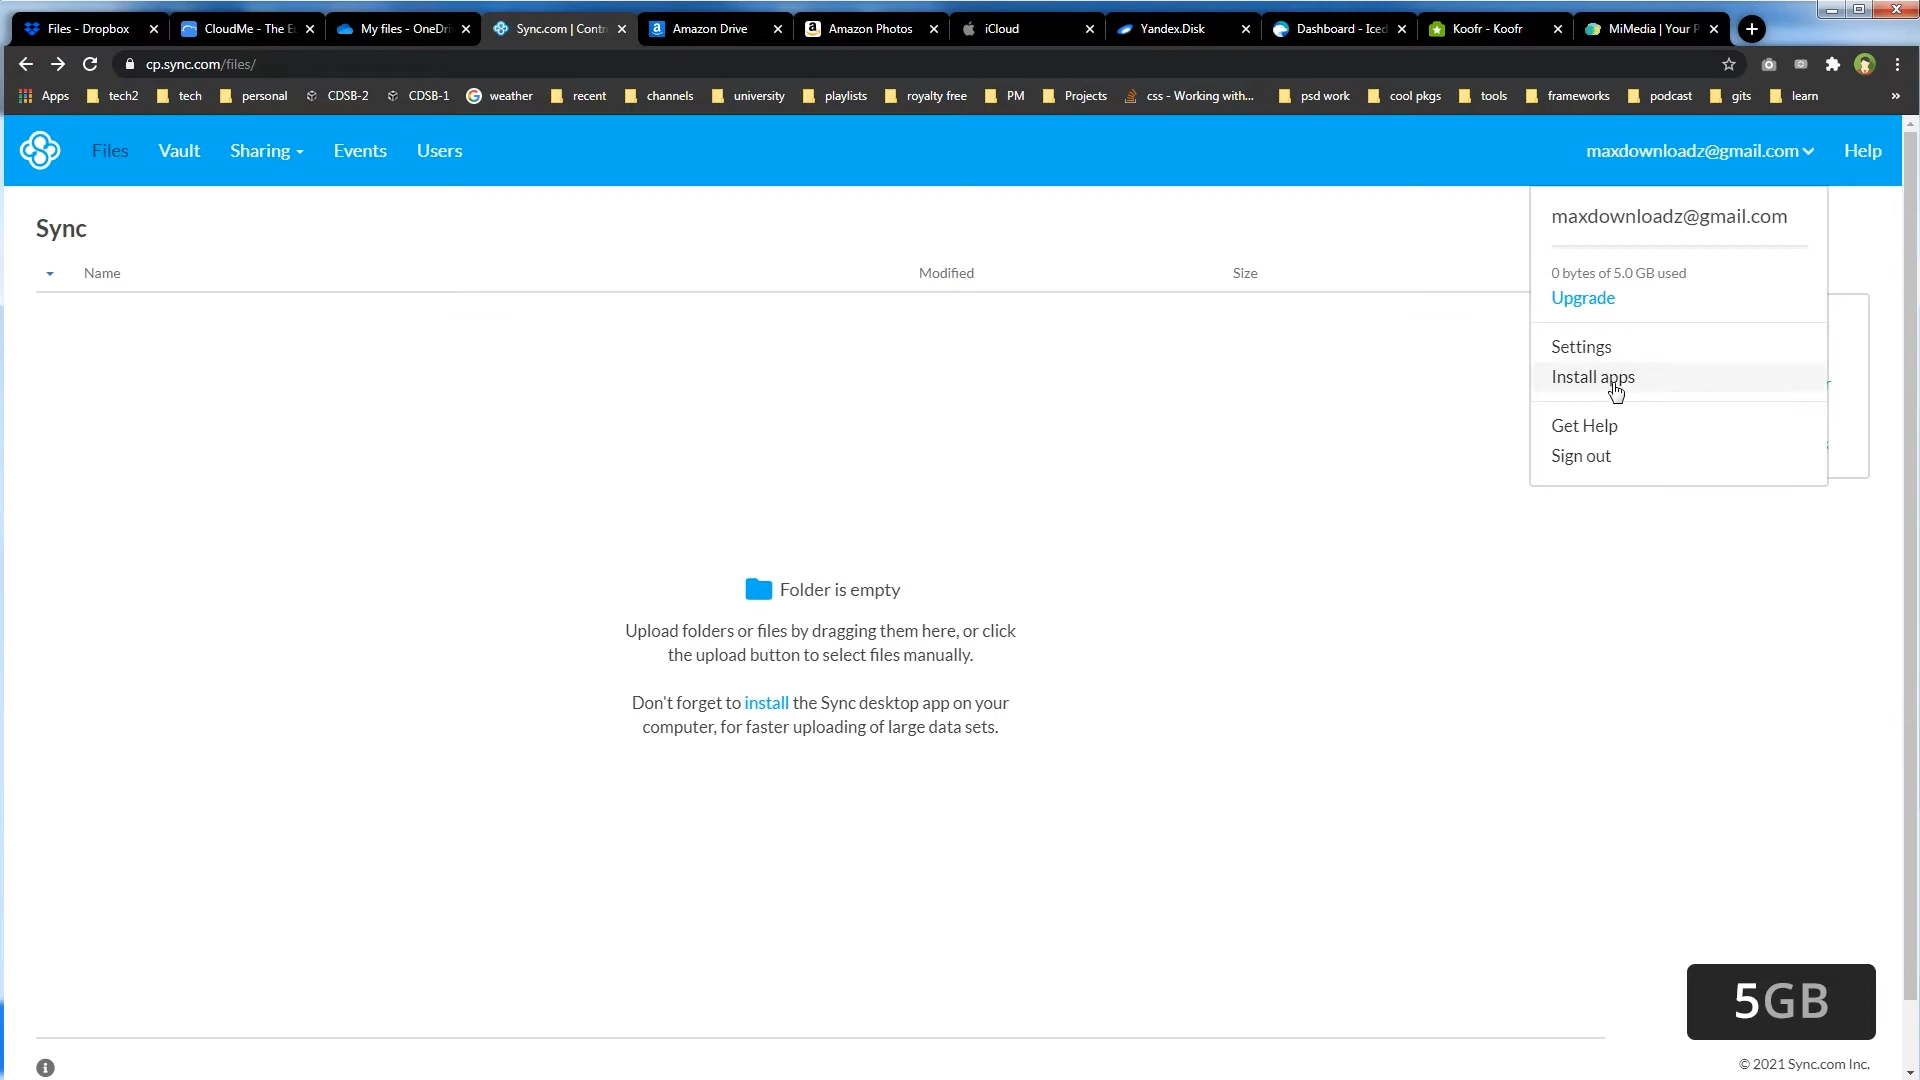 Files - Dropbox
CloudMe - The E
My files - OneDri
Sync.com | Contr
Amazon Drive
Amazon Photos
iCloud
Yandex.Disk
Dashboard - Iced
Koofr - Koofr
MiMedia | Your P
cp.sync.com/files/
Apps
tech2
tech
personal
CDSB-2
CDSB-1
weather
recent
channels
university
playlists
royalty free
PM
Projects
css - Working with...
psd work
cool pkgs
tools
frameworks
podcast
gits
learn
»
Files
Vault
Sharing
Events
Users
maxdownloadz@gmail.com
Help
Sync
maxdownloadz@gmail.com
Name
Modified
Size
0 bytes of 5.0 GB used
Upgrade
Settings
Install apps
Get Help
Sign out
Folder is empty
Upload folders or files by dragging them here, or click
the upload button to select files manually.
Don't forget to install the Sync desktop app on your
computer, for faster uploading of large data sets.
5GB
© 2021 Sync.com Inc.